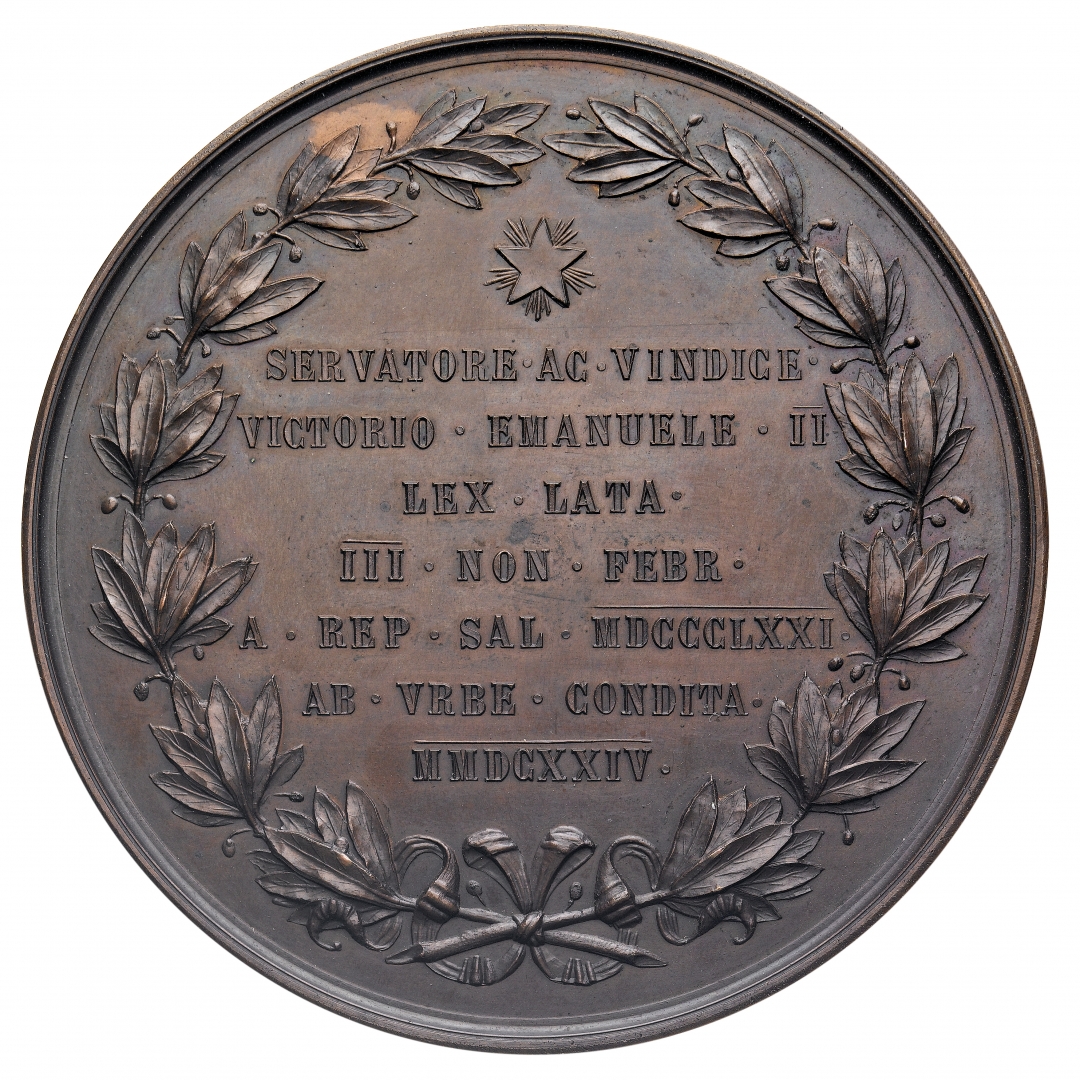 SERVATORE · AC · VINDICE ·
VICTORIO · EMANUELE · II
LEX · LATA ·
III · NON · FEBR ·
A · REP · SAL · MDCCCLXXI ·
AB · VRBE · CONDITA ·
MMDCXXIV ·